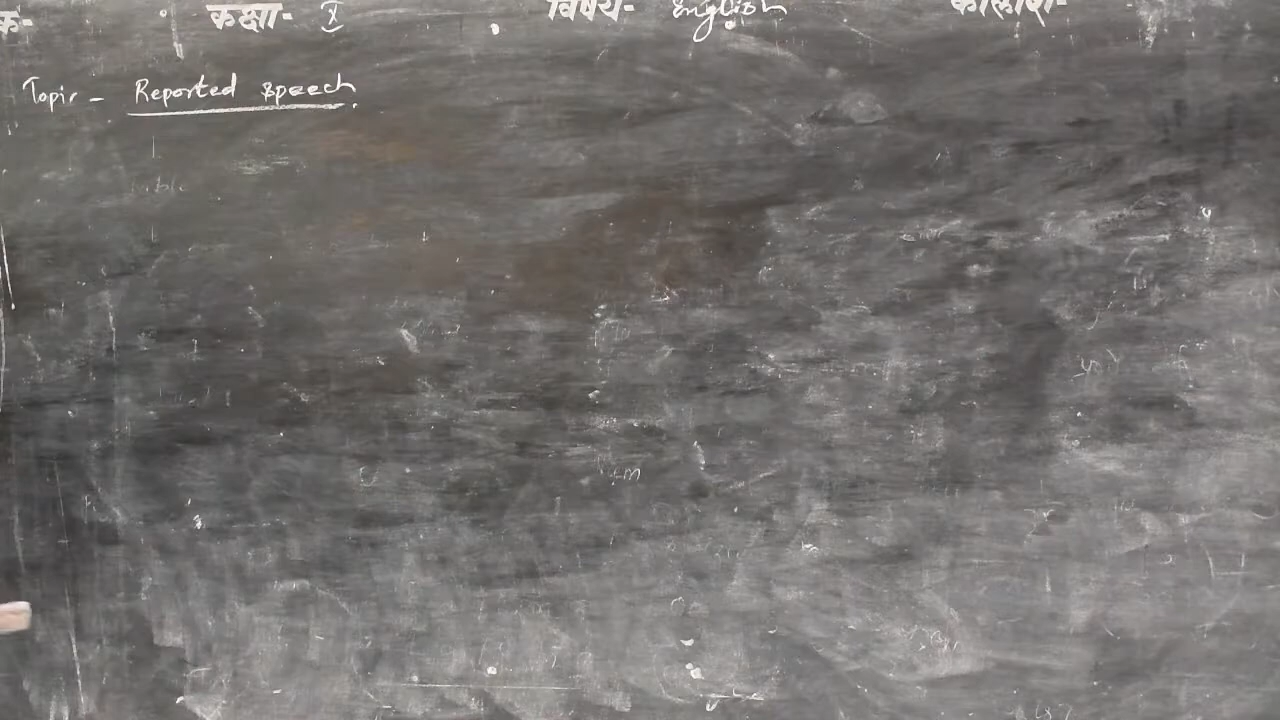 कक्षा- X विषय- English कालांश-
Topic - Reported Speech.